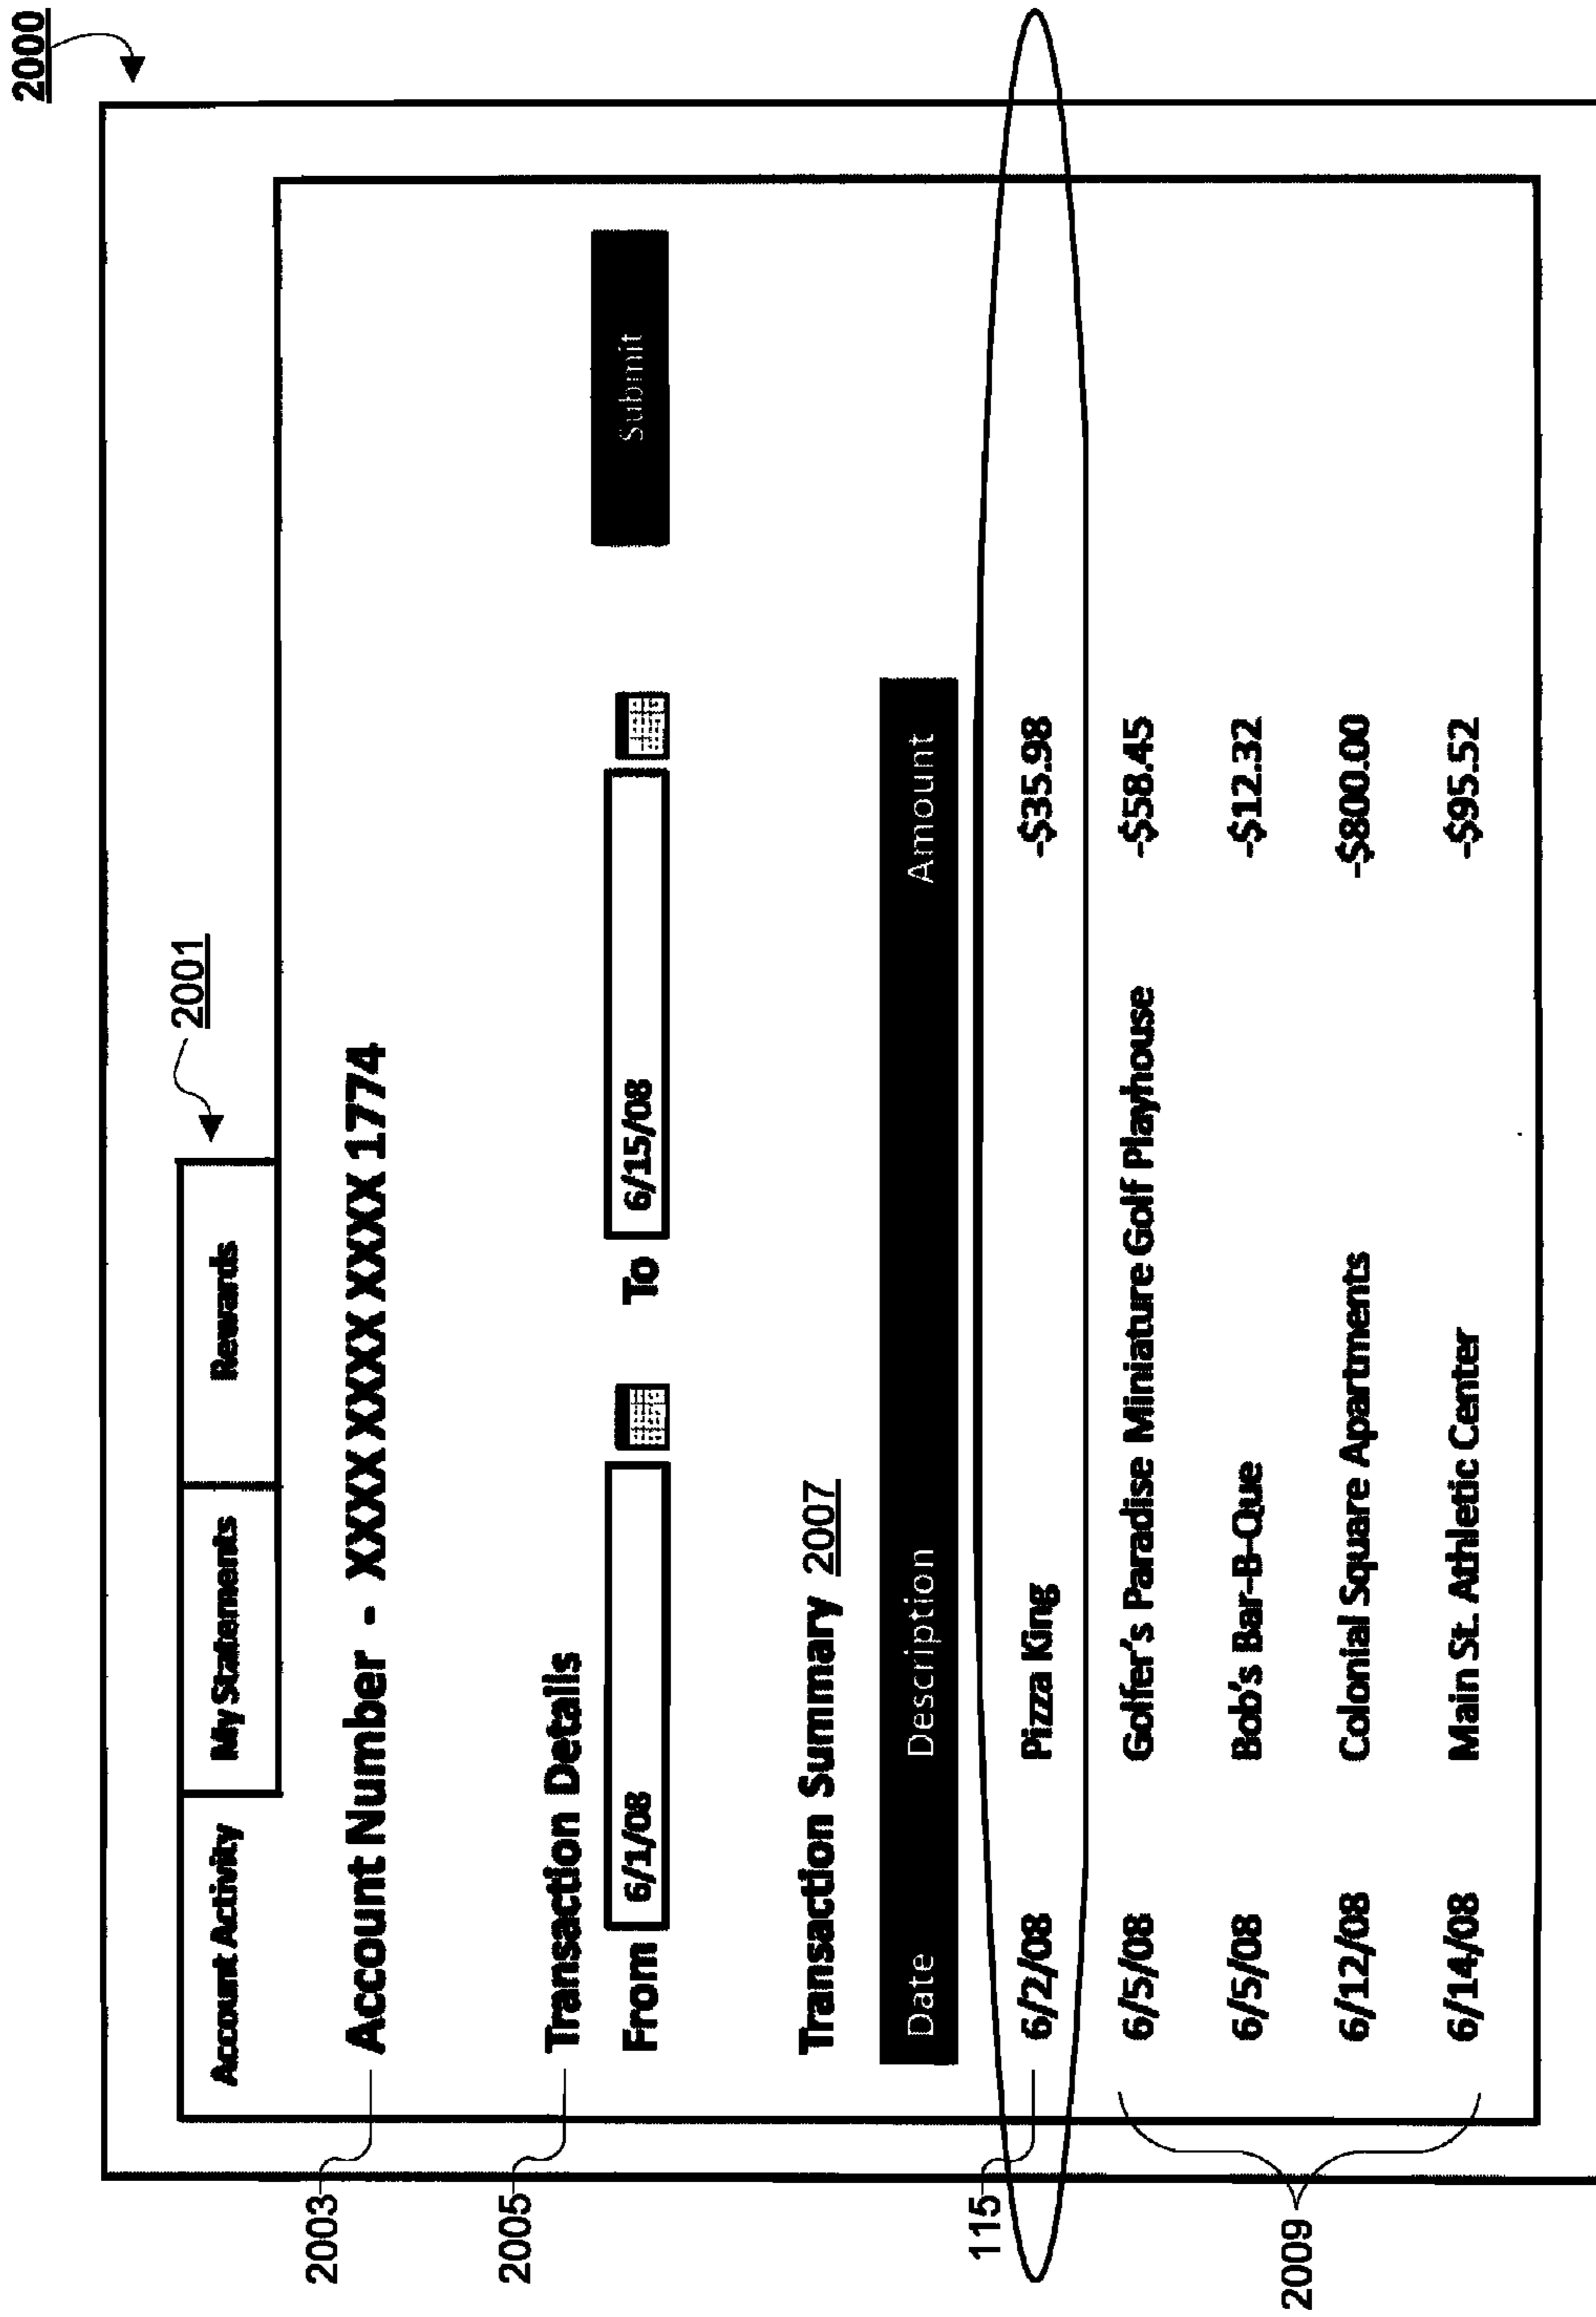 2000
2001
Account Activity My Statements Rewards
2003
Account Number - XXXX XXXX XXXX 1774
2005
Transaction Details
From 6/1/08 To 6/15/08 Submit
Transaction Summary 2007
Date Description Amount
115
6/2/08 Pizza King -$35.98
6/5/08 Golfer's Paradise Miniature Golf Playhouse -$58.45
6/5/08 Bob's Bar-B-Que -$12.32
2009
6/12/08 Colonial Square Apartments -$800.00
6/14/08 Main St. Athletic Center -$95.52